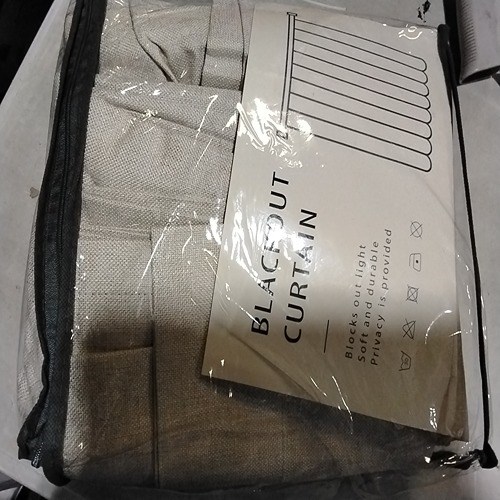 BLACKOUT
CURTAIN
Blocks out light
Soft and durable
Privacy is provided